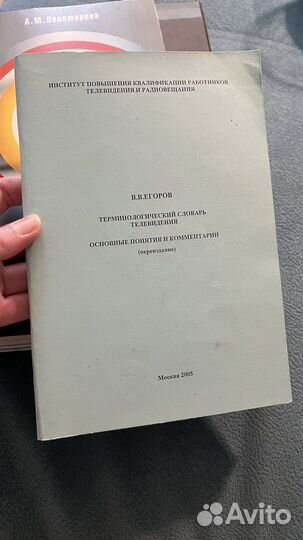 А.М. Пономарева
ИНСТИТУТ ПОВЫШЕНИЯ КВАЛИФИКАЦИИ РАБОТНИКОВ
ТЕЛЕВИДЕНИЯ И РАДИОВЕЩАНИЯ
В.В.ЕГОРОВ
ТЕРМИНОЛОГИЧЕСКИЙ СЛОВАРЬ
ТЕЛЕВИДЕНИЯ
ОСНОВНЫЕ ПОНЯТИЯ И КОММЕНТАРИИ
(переиздание)
Москва 2005
Avito